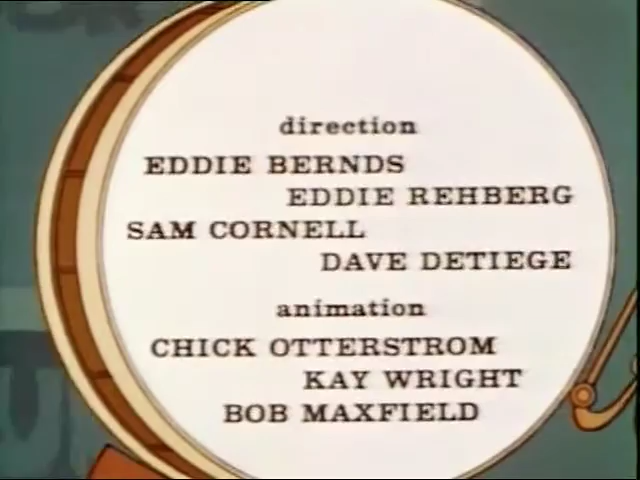 direction
EDDIE BERNDS
EDDIE REHBERG
SAM CORNELL
DAVE DETIEGE
animation
CHICK OTTERSTROM
KAY WRIGHT
BOB MAXFIELD